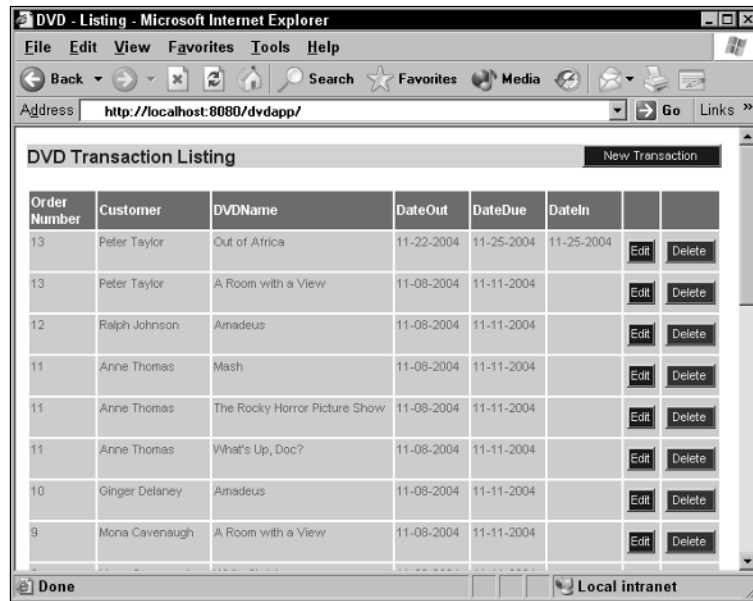 DVD - Listing - Microsoft Internet Explorer
File Edit View Favorites Tools Help
Back Search Favorites Media
Address http://localhost:8080/dvdapp/ Go Links »
DVD Transaction Listing New Transaction
Order Number Customer DVDName DateOut DateDue DateIn
13 Peter Taylor Out of Africa 11-22-2004 11-25-2004 11-25-2004 Edit Delete
13 Peter Taylor A Room with a View 11-08-2004 11-11-2004 Edit Delete
12 Ralph Johnson Amadeus 11-08-2004 11-11-2004 Edit Delete
11 Anne Thomas Mash 11-08-2004 11-11-2004 Edit Delete
11 Anne Thomas The Rocky Horror Picture Show 11-08-2004 11-11-2004 Edit Delete
11 Anne Thomas What's Up, Doc? 11-08-2004 11-11-2004 Edit Delete
10 Ginger Delaney Amadeus 11-08-2004 11-11-2004 Edit Delete
9 Mona Cavenaugh A Room with a View 11-08-2004 11-11-2004 Edit Delete
Done Local intranet